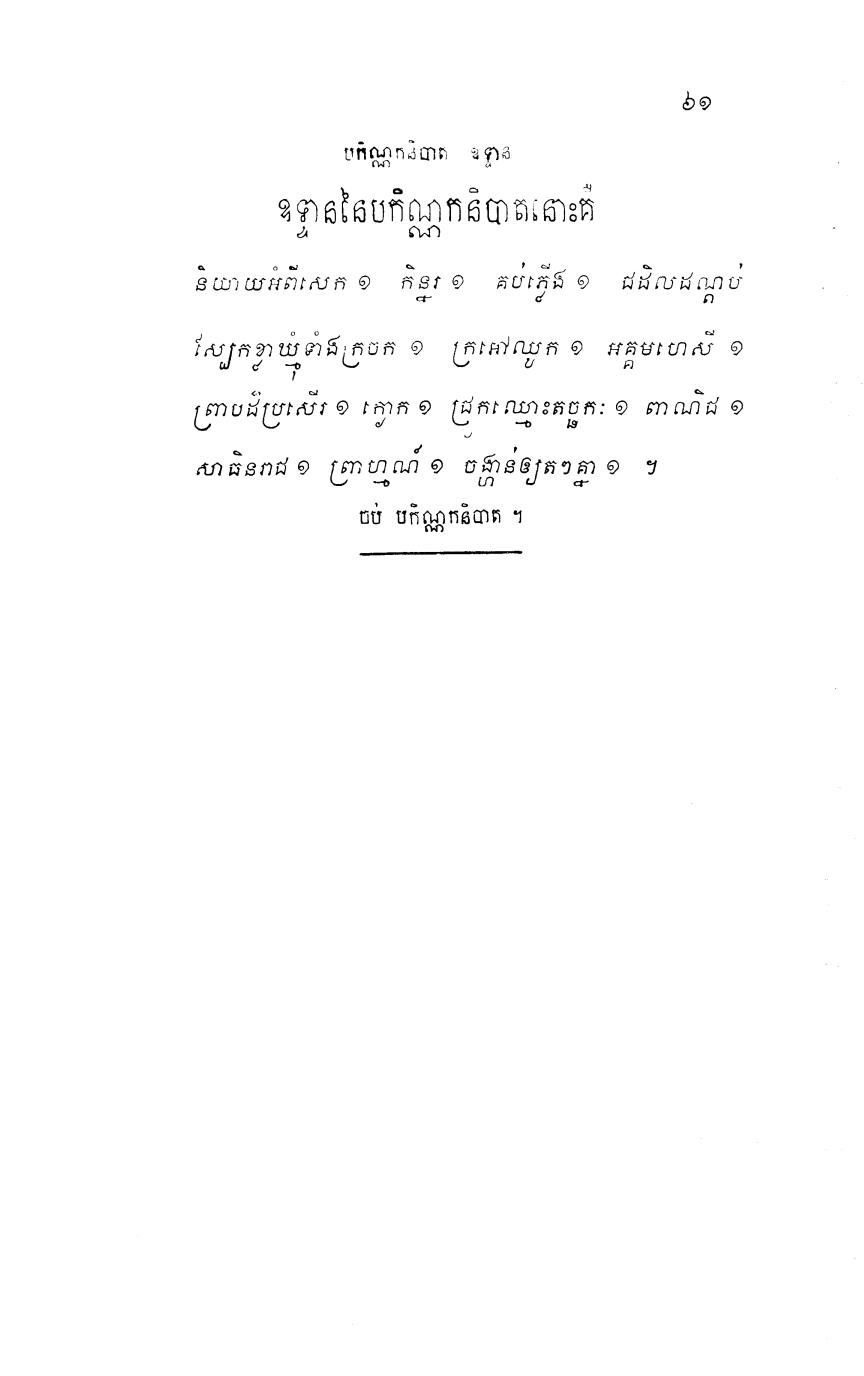 ៦១
បកិណ្ណកនិបាត ឧទ្ទាន
ឧទ្ទាននៃបកិណ្ណកនិបាតនោះគឺ
និយាយអំពីសេក ១ កិន្នរ ១ គប់ភ្លើង ១ ជដិលដណ្តប់
ស្បែកខ្លាឃ្មុំទាំងក្រចក ១ ក្រអៅឈូក ១ អគ្គមហេសី ១
ព្រាបដ៏ប្រសើរ ១ ក្ងោក ១ ជ្រូកឈ្មោះតច្ឆកៈ ១ ពាណិជ ១
សាធិនរាជ ១ ព្រាហ្មណ៍ ១ ចង្ហាន់ឲ្យតៗគ្នា ១ ។
ចប់ បកិណ្ណកនិបាត ។